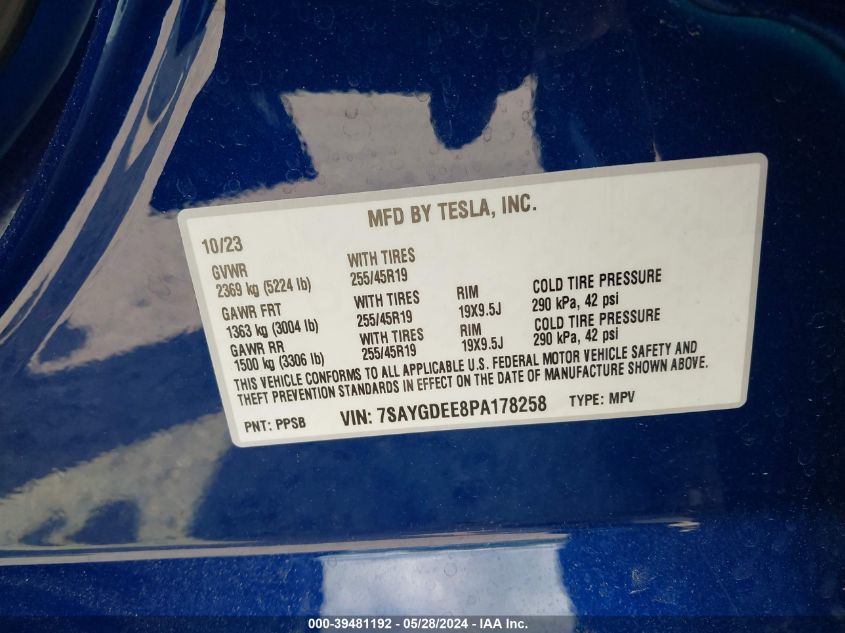 MFD BY TESLA, INC.
10/23
GVWR WITH TIRES
2369 kg (5224 lb) 255/45R19
GAWR FRT WITH TIRES RIM COLD TIRE PRESSURE
1363 kg (3004 lb) 255/45R19 19X9.5J 290 kPa, 42 psi
GAWR RR WITH TIRES RIM COLD TIRE PRESSURE
1500 kg (3306 lb) 255/45R19 19X9.5J 290 kPa, 42 psi
THIS VEHICLE CONFORMS TO ALL APPLICABLE U.S. FEDERAL MOTOR VEHICLE SAFETY AND
THEFT PREVENTION STANDARDS IN EFFECT ON THE DATE OF MANUFACTURE SHOWN ABOVE.
PNT: PPSB VIN: 7SAYGDEE8PA178258 TYPE: MPV
000-39481192 - 05/28/2024 - IAA Inc.